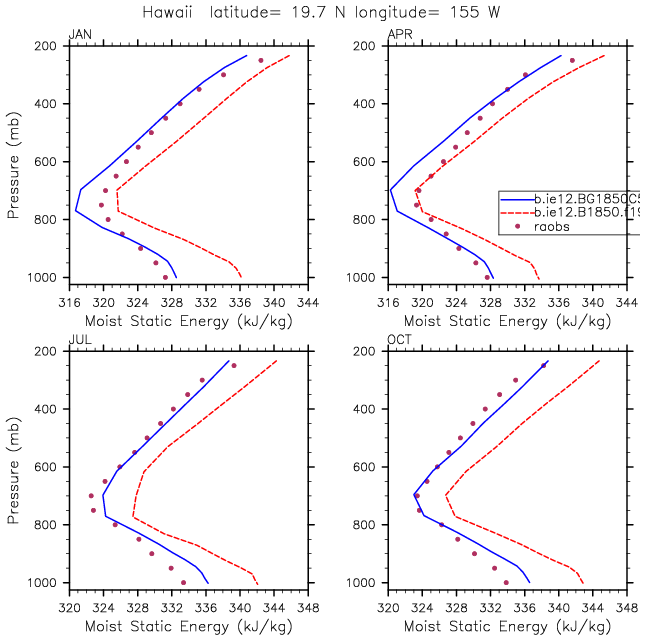 Hawaii latitude= 19.7 N longitude= 155 W
JAN
200
400
600
800
1000
Pressure (mb)
316 320 324 328 332 336 340 344
Moist Static Energy (kJ/kg)
APR
200
400
600
800
1000
b.ie12.BG1850C5
b.ie12.B1850.f19
raobs
316 320 324 328 332 336 340 344
Moist Static Energy (kJ/kg)
JUL
200
400
600
800
1000
Pressure (mb)
320 324 328 332 336 340 344 348
Moist Static Energy (kJ/kg)
OCT
200
400
600
800
1000
320 324 328 332 336 340 344 348
Moist Static Energy (kJ/kg)